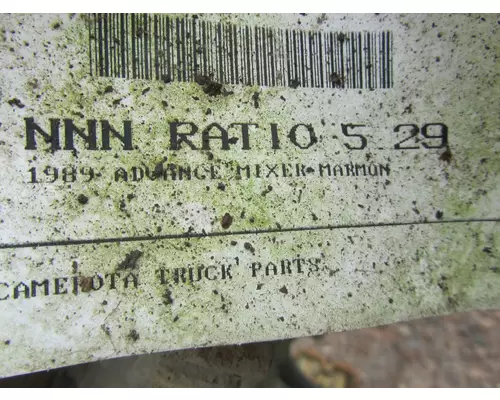 NNN RATIO 5.29
1989 ADVANCE MIXER MARMON
CAMEROTA TRUCK PARTS